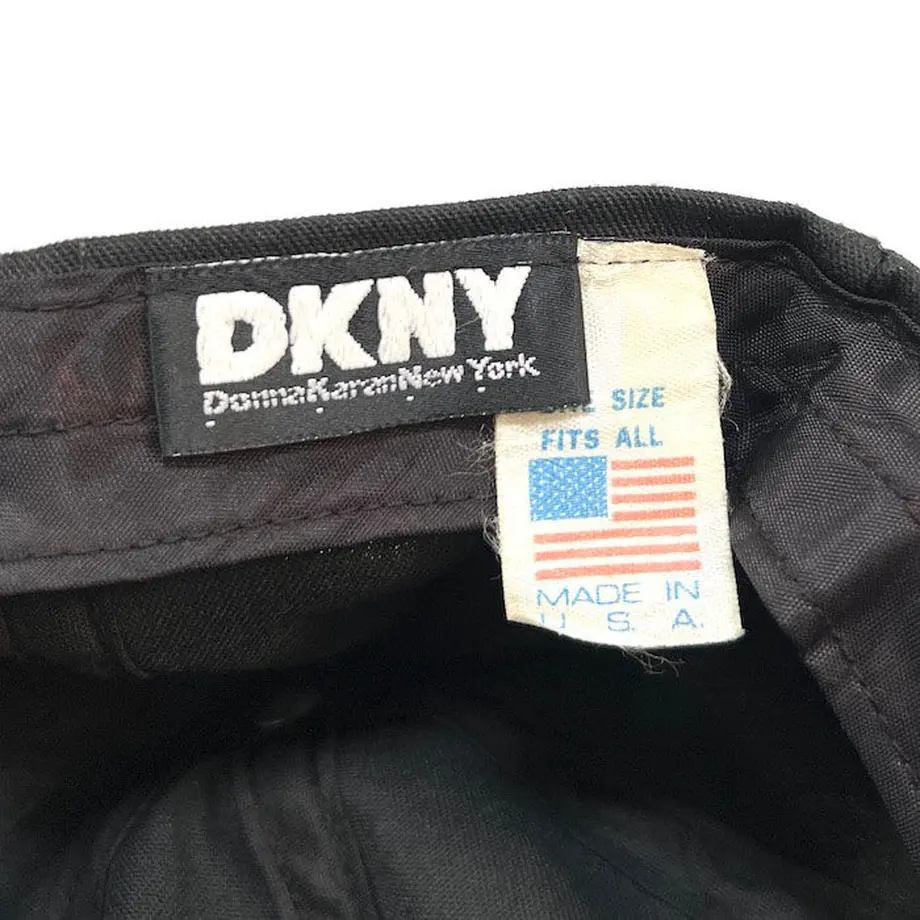 DKNY
DonnaKaranNewYork
SIZE
FITS ALL
MADE IN
U. S. A.